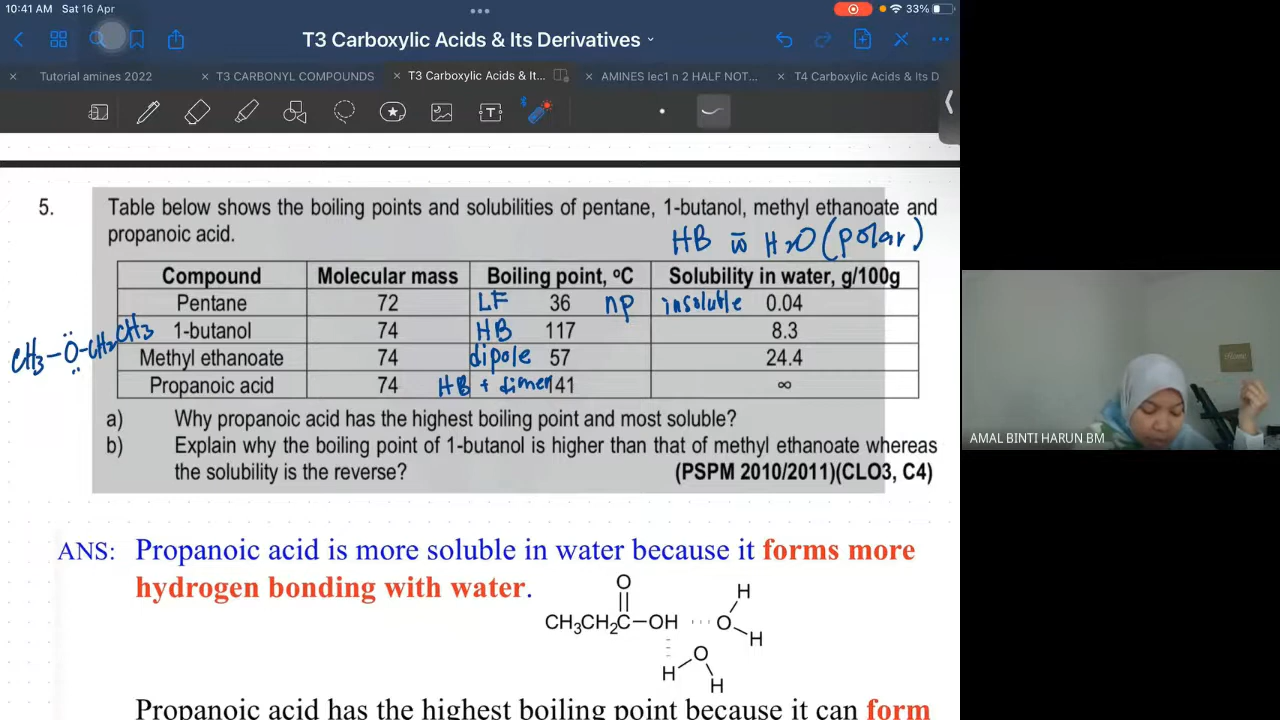 10:41 AM Sat 16 Apr
33%
T3 Carboxylic Acids & Its Derivatives
Tutorial amines 2022
T3 CARBONYL COMPOUNDS
T3 Carboxylic Acids & It...
AMINES lec1 n 2 HALF NOT...
T4 Carboxylic Acids & Its D
T
5. Table below shows the boiling points and solubilities of pentane, 1-butanol, methyl ethanoate and
propanoic acid.
HB w̄ H2O (polar)
Compound Molecular mass Boiling point, ºC Solubility in water, g/100g
Pentane 72 LF 36 np insoluble 0.04
1-butanol 74 HB 117 8.3
CH3-Ö-CH2CH3
Methyl ethanoate 74 dipole 57 24.4
Propanoic acid 74 HB + dimer 141 ∞
a) Why propanoic acid has the highest boiling point and most soluble?
b) Explain why the boiling point of 1-butanol is higher than that of methyl ethanoate whereas
the solubility is the reverse? (PSPM 2010/2011)(CLO3, C4)
AMAL BINTI HARUN BM
ANS: Propanoic acid is more soluble in water because it forms more
hydrogen bonding with water.
O
H
CH3CH2C-OH O
H
O
H
H
Propanoic acid has the highest boiling point because it can form